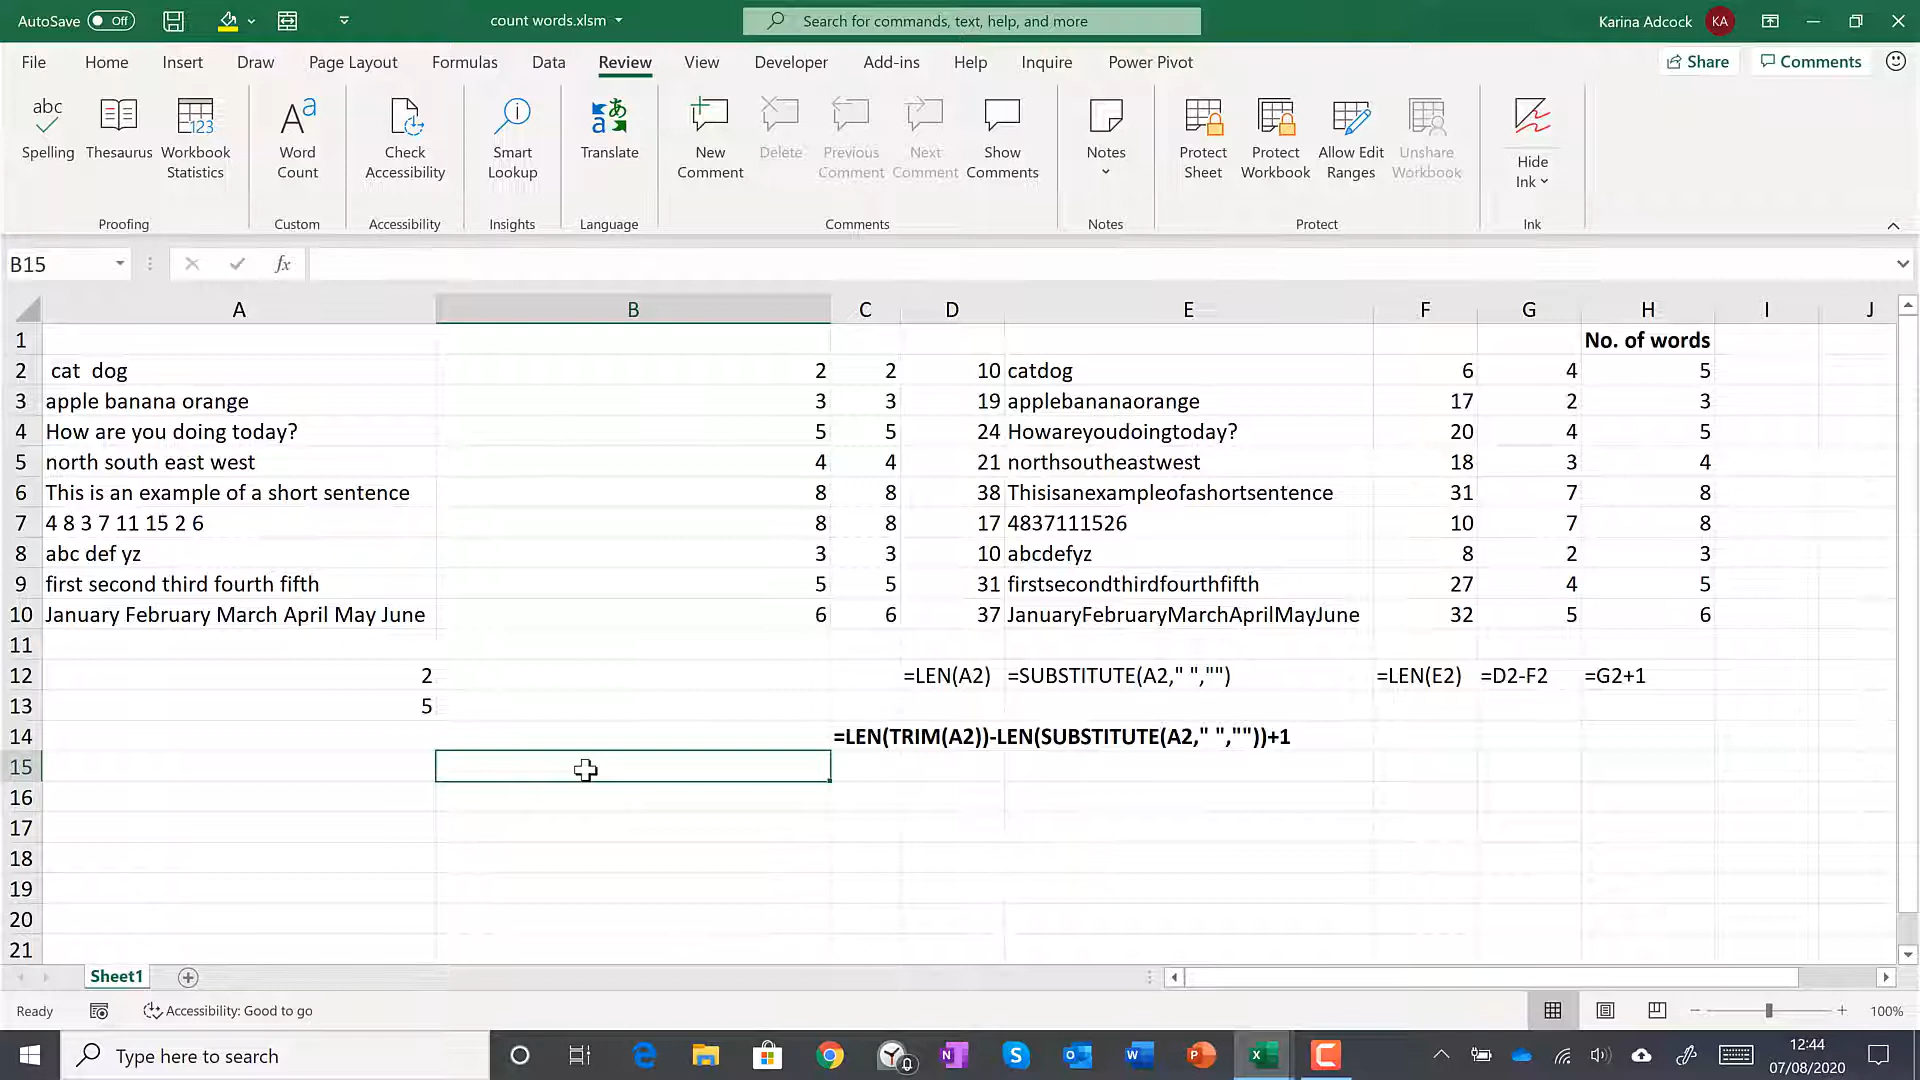 AutoSave Off count words.xlsm Search for commands, text, help, and more Karina Adcock KA
File Home Insert Draw Page Layout Formulas Data Review View Developer Add-ins Help Inquire Power Pivot Share Comments
abc 123 Aa
Spelling Thesaurus Workbook Statistics Word Count Check Accessibility Smart Lookup Translate New Comment Delete Previous Comment Next Comment Show Comments Notes Protect Sheet Protect Workbook Allow Edit Ranges Unshare Workbook Hide Ink
Proofing Custom Accessibility Insights Language Comments Notes Protect Ink
B15 fx
A B C D E F G H I J
1 No. of words
2 cat  dog 2 2 10 catdog 6 4 5
3 apple banana orange 3 3 19 applebananaorange 17 2 3
4 How are you doing today? 5 5 24 Howareyoudoingtoday? 20 4 5
5 north south east west 4 4 21 northsoutheastwest 18 3 4
6 This is an example of a short sentence 8 8 38 Thisisanexampleofashortsentence 31 7 8
7 4 8 3 7 11 15 2 6 8 8 17 4837111526 10 7 8
8 abc def yz 3 3 10 abcdefyz 8 2 3
9 first second third fourth fifth 5 5 31 firstsecondthirdfourthfifth 27 4 5
10 January February March April May June 6 6 37 JanuaryFebruaryMarchAprilMayJune 32 5 6
11
12 2 =LEN(A2) =SUBSTITUTE(A2," ","") =LEN(E2) =D2-F2 =G2+1
13 5
14 =LEN(TRIM(A2))-LEN(SUBSTITUTE(A2," ",""))+1
15
16
17
18
19
20
21
Sheet1
Ready Accessibility: Good to go 100%
Type here to search 12:44
07/08/2020